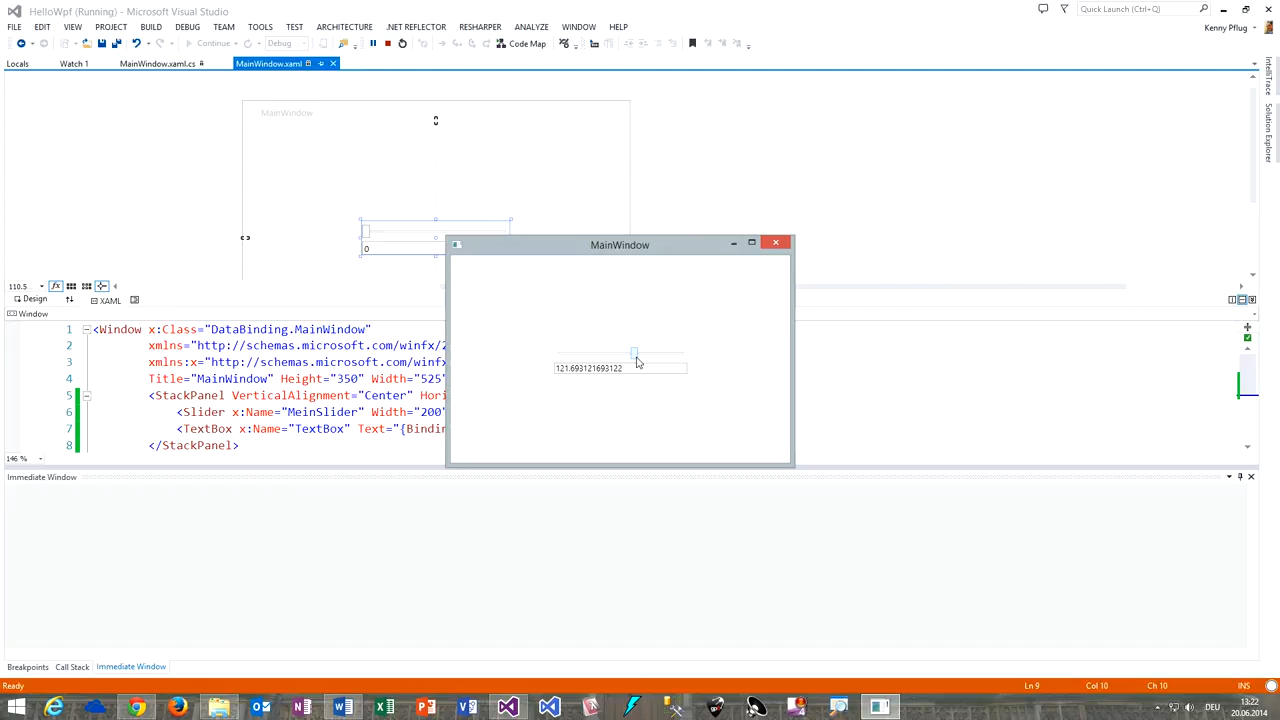 HelloWpf (Running) - Microsoft Visual Studio
Quick Launch (Ctrl+Q)
FILE EDIT VIEW PROJECT BUILD DEBUG TEAM TOOLS TEST ARCHITECTURE .NET REFLECTOR RESHARPER ANALYZE WINDOW HELP
Kenny Pflug
Continue Debug Code Map
Locals Watch 1 MainWindow.xaml.cs MainWindow.xaml
IntelliTrace
Solution Explorer
MainWindow
0
MainWindow
121.693121693122
110.5
Design XAML
Window
1 <Window x:Class="DataBinding.MainWindow"
2 xmlns="http://schemas.microsoft.com/winfx/2
3 xmlns:x="http://schemas.microsoft.com/winfx
4 Title="MainWindow" Height="350" Width="525"
5 <StackPanel VerticalAlignment="Center" Hori
6 <Slider x:Name="MeinSlider" Width="200"
7 <TextBox x:Name="TextBox" Text="{Bindin
8 </StackPanel>
146 %
Immediate Window
Breakpoints Call Stack Immediate Window
Ready Ln 9 Col 10 Ch 10 INS
DEU
13:22
20.06.2014